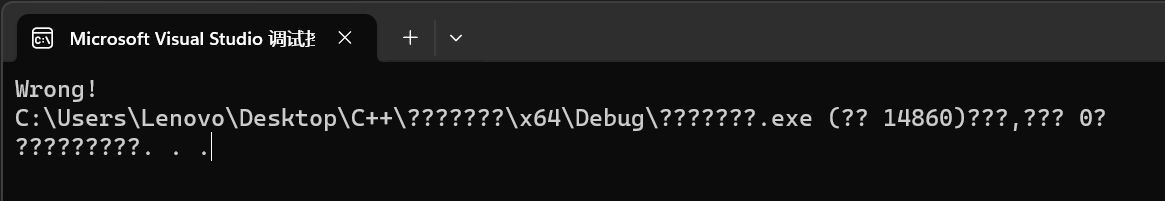 Microsoft Visual Studio 调试
Wrong!
C:\Users\Lenovo\Desktop\C++\???????\x64\Debug\???????.exe (?? 14860)???,??? 0?
?????????. . .